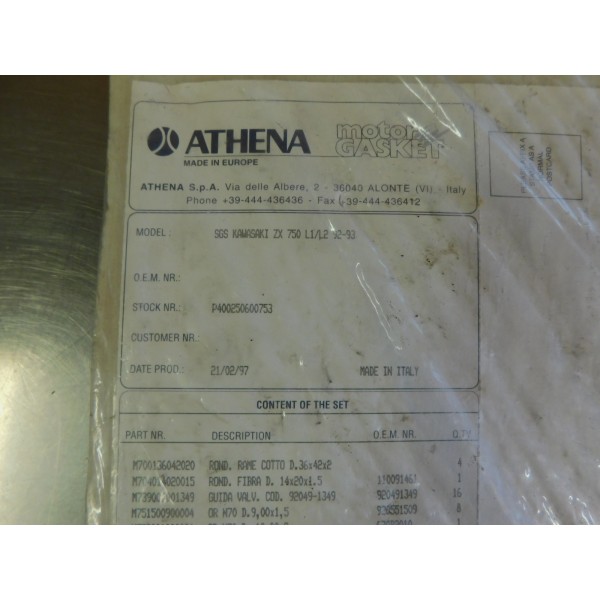 ATHENA
MADE IN EUROPE
motor
GASKET
ATHENA S.p.A. Via delle Albere, 2 - 36040 ALONTE (VI) - Italy
Phone +39-444-436436 - Fax +39-444-436412
MODEL: SGS KAWASAKI ZX 750 L1/L2 92-93
O.E.M. NR.:
STOCK NR.: P400250600753
CUSTOMER NR.:
DATE PROD.: 21/02/97 MADE IN ITALY
CONTENT OF THE SET
PART NR. DESCRIPTION O.E.M. NR. Q.TY
M700136042020 ROND. RAME COTTO D.36x42x2 4
ROND. FIBRA D. 14x20x1.5 110091461 1
GUIDA VALV. COD. 92049-1349 920491349 16
M751500900004 OR N70 D.9,00x1,5 930551509 8